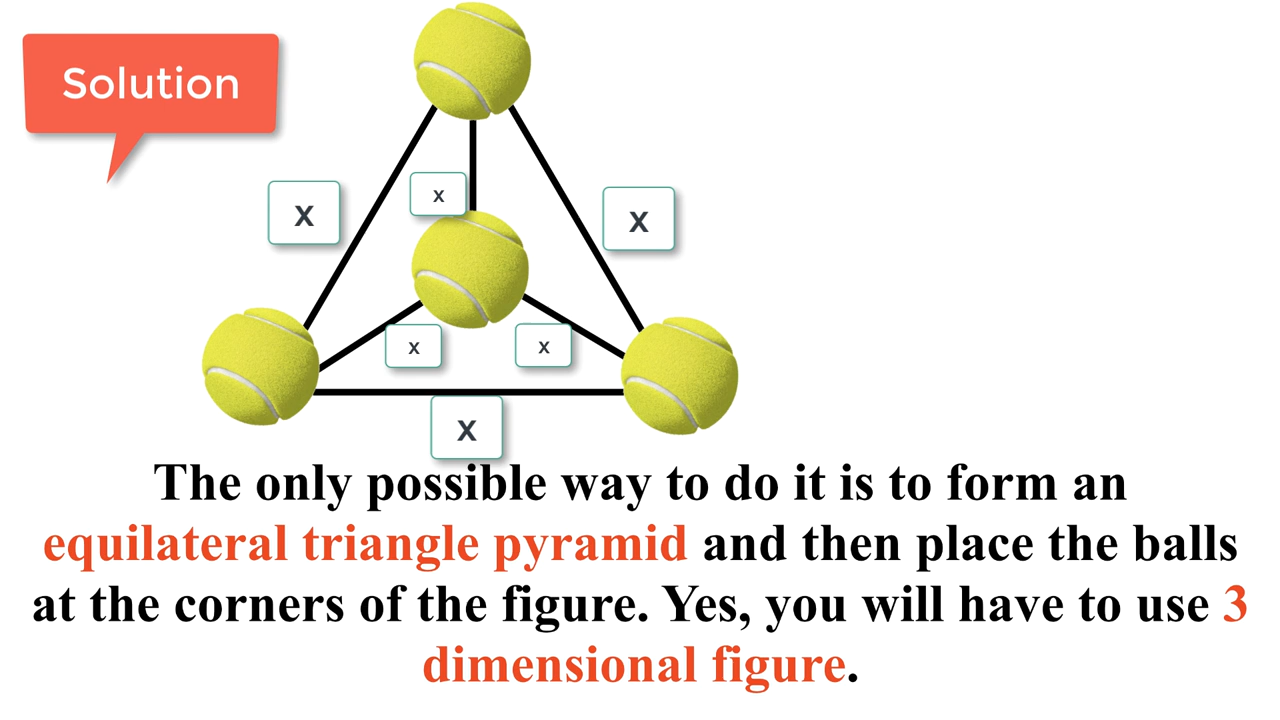 Solution
x
x
x
x
x
x
The only possible way to do it is to form an
equilateral triangle pyramid and then place the balls
at the corners of the figure. Yes, you will have to use 3
dimensional figure.